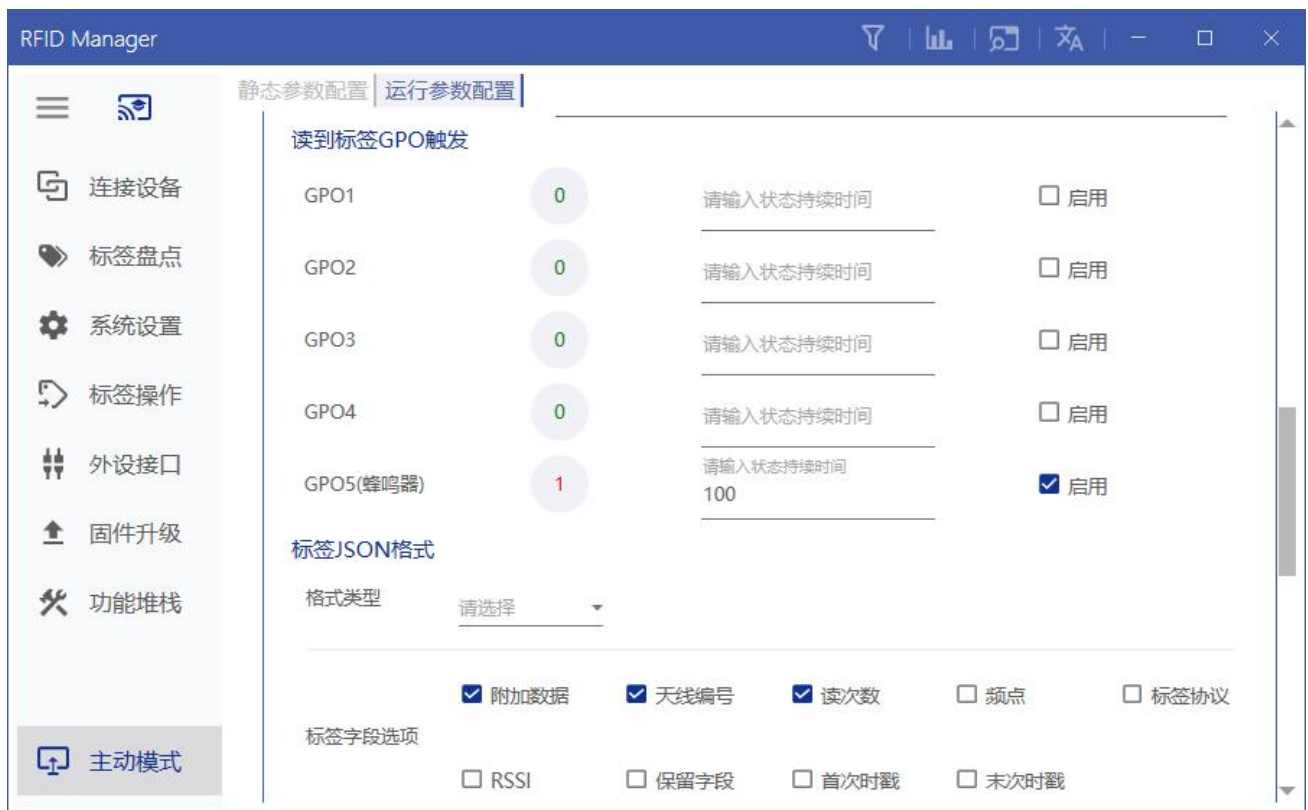 RFID Manager
静态参数配置 运行参数配置
读到标签GPO触发
连接设备
标签盘点
系统设置
标签操作
外设接口
固件升级
功能堆栈
主动模式
GPO1 0 请输入状态持续时间 启用
GPO2 0 请输入状态持续时间 启用
GPO3 0 请输入状态持续时间 启用
GPO4 0 请输入状态持续时间 启用
请输入状态持续时间
GPO5(蜂鸣器) 1 100 启用
标签JSON格式
格式类型 请选择
附加数据 天线编号 读次数 频点 标签协议
标签字段选项
RSSI 保留字段 首次时戳 末次时戳